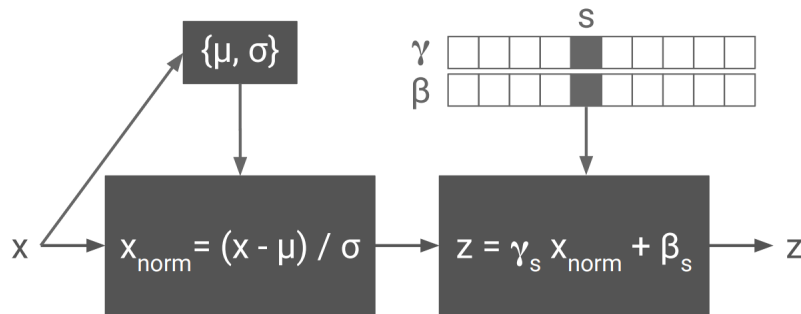 {μ, σ}
s
γ
β
x
x_norm = (x - μ) / σ
z = γ_s x_norm + β_s
z